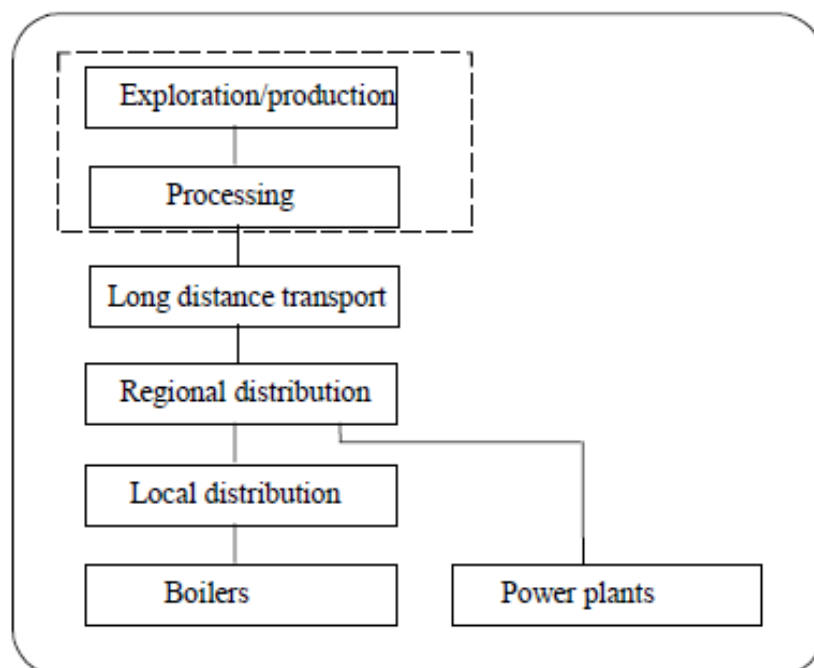 Exploration/production
Processing
Long distance transport
Regional distribution
Local distribution
Boilers
Power plants